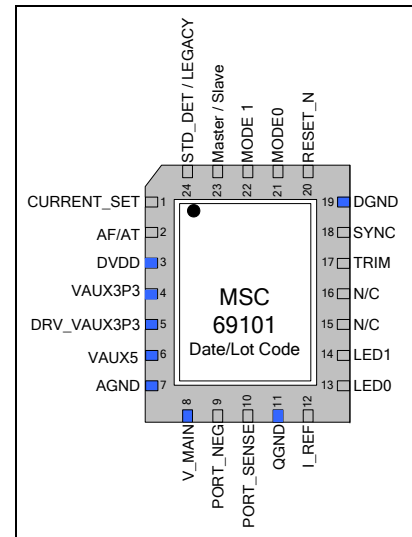 STD_DET / LEGACY
Master / Slave
MODE 1
MODE0
RESET_N
24
23
22
21
20
CURRENT_SET 1
AF/AT 2
DVDD 3
VAUX3P3 4
DRV_VAUX3P3 5
VAUX5 6
AGND 7
MSC
69101
Date/Lot Code
19 DGND
18 SYNC
17 TRIM
16 N/C
15 N/C
14 LED1
13 LED0
8
9
10
11
12
V_MAIN
PORT_NEG
PORT_SENSE
QGND
I_REF